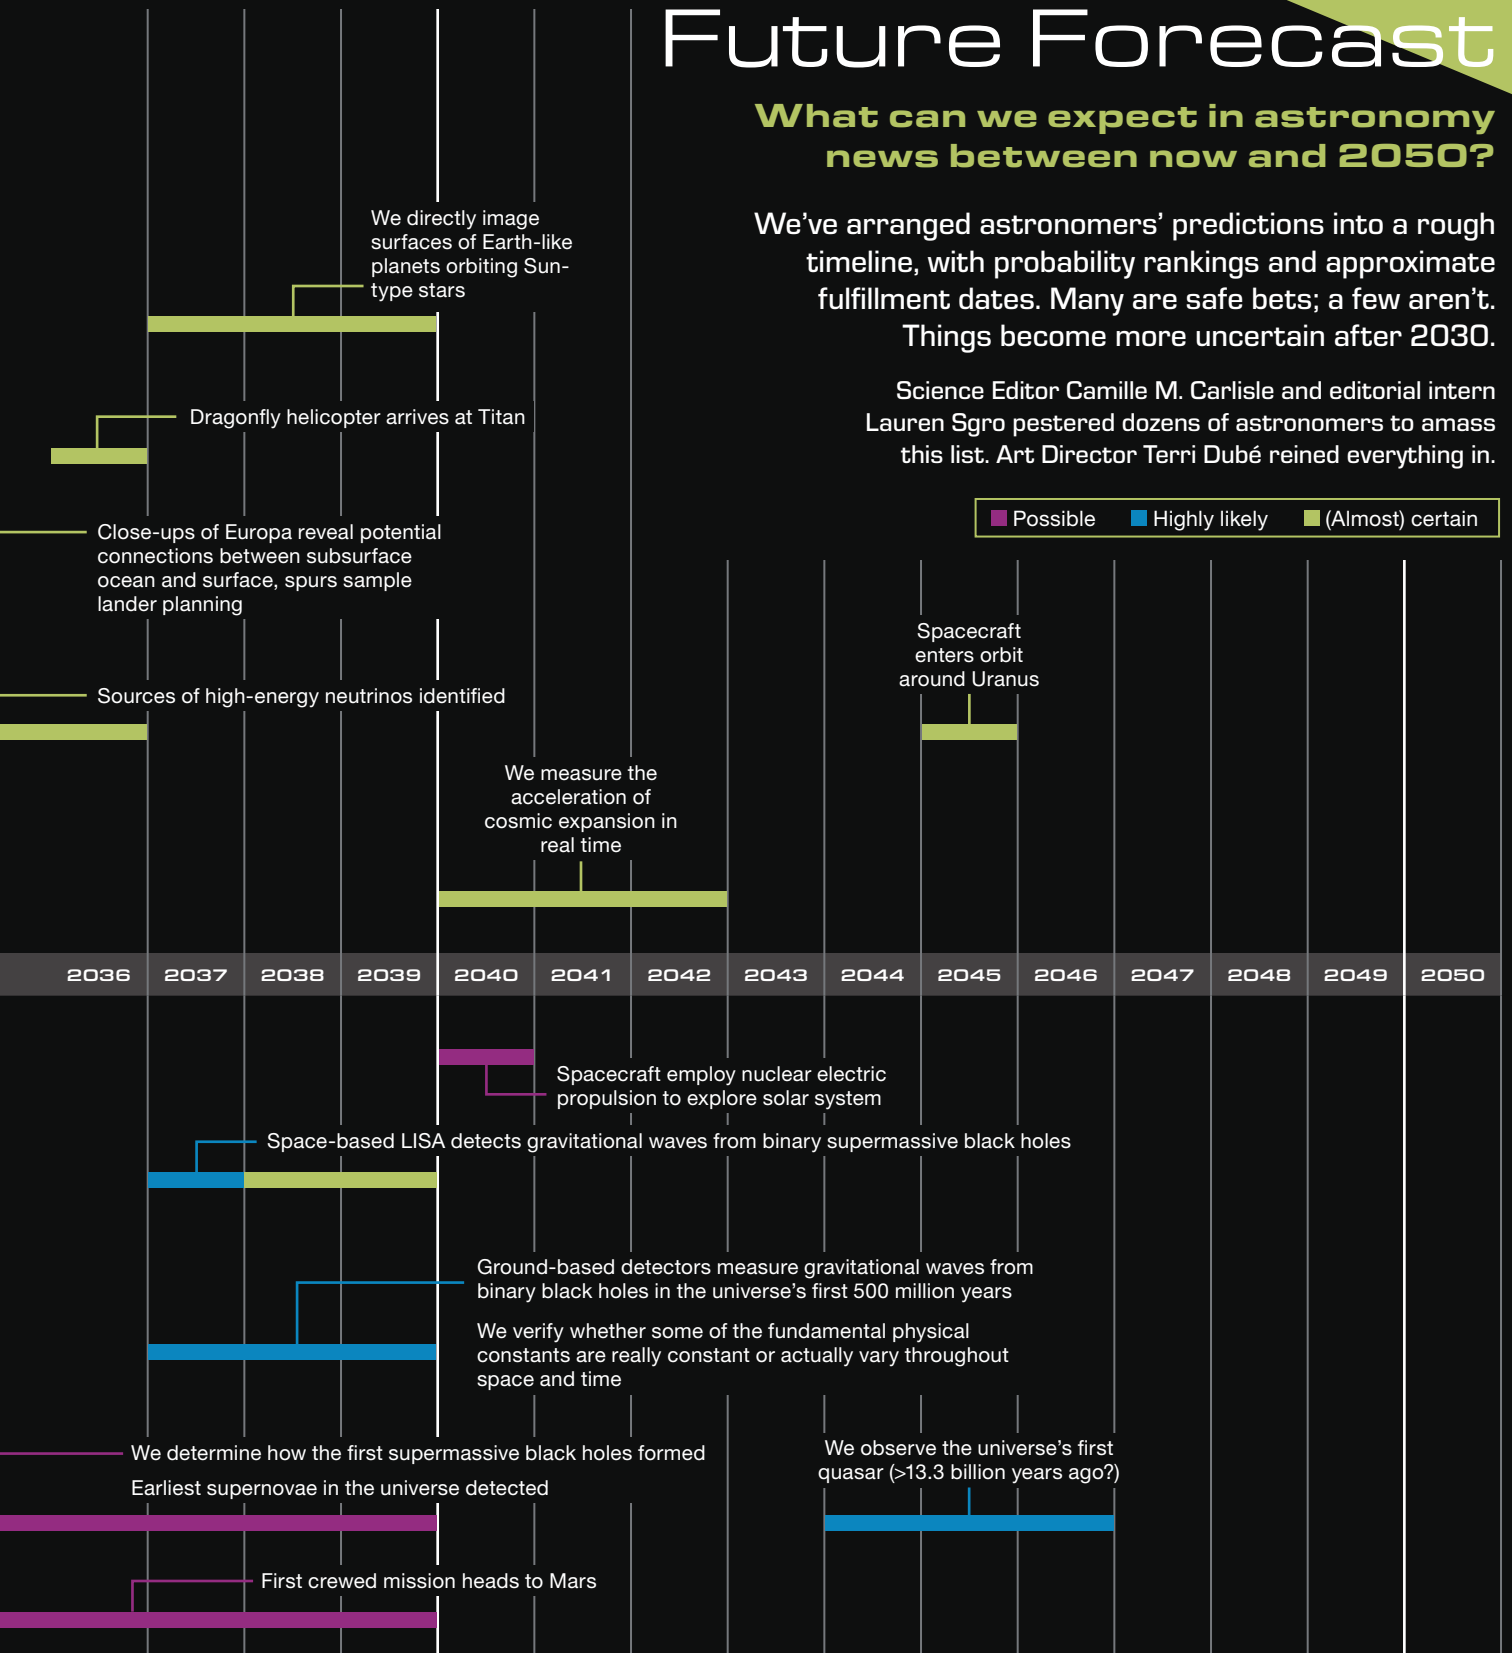 Future Forecast
What can we expect in astronomy
news between now and 2050?
We've arranged astronomers' predictions into a rough
timeline, with probability rankings and approximate
fulfillment dates. Many are safe bets; a few aren't.
Things become more uncertain after 2030.
Science Editor Camille M. Carlisle and editorial intern
Lauren Sgro pestered dozens of astronomers to amass
this list. Art Director Terri Dubé reined everything in.
Possible
Highly likely
(Almost) certain
We directly image
surfaces of Earth-like
planets orbiting Sun-
type stars
Dragonfly helicopter arrives at Titan
Close-ups of Europa reveal potential
connections between subsurface
ocean and surface, spurs sample
lander planning
Spacecraft
enters orbit
around Uranus
Sources of high-energy neutrinos identified
We measure the
acceleration of
cosmic expansion in
real time
2036 2037 2038 2039 2040 2041 2042 2043 2044 2045 2046 2047 2048 2049 2050
Spacecraft employ nuclear electric
propulsion to explore solar system
Space-based LISA detects gravitational waves from binary supermassive black holes
Ground-based detectors measure gravitational waves from
binary black holes in the universe's first 500 million years
We verify whether some of the fundamental physical
constants are really constant or actually vary throughout
space and time
We determine how the first supermassive black holes formed
Earliest supernovae in the universe detected
We observe the universe's first
quasar (>13.3 billion years ago?)
First crewed mission heads to Mars